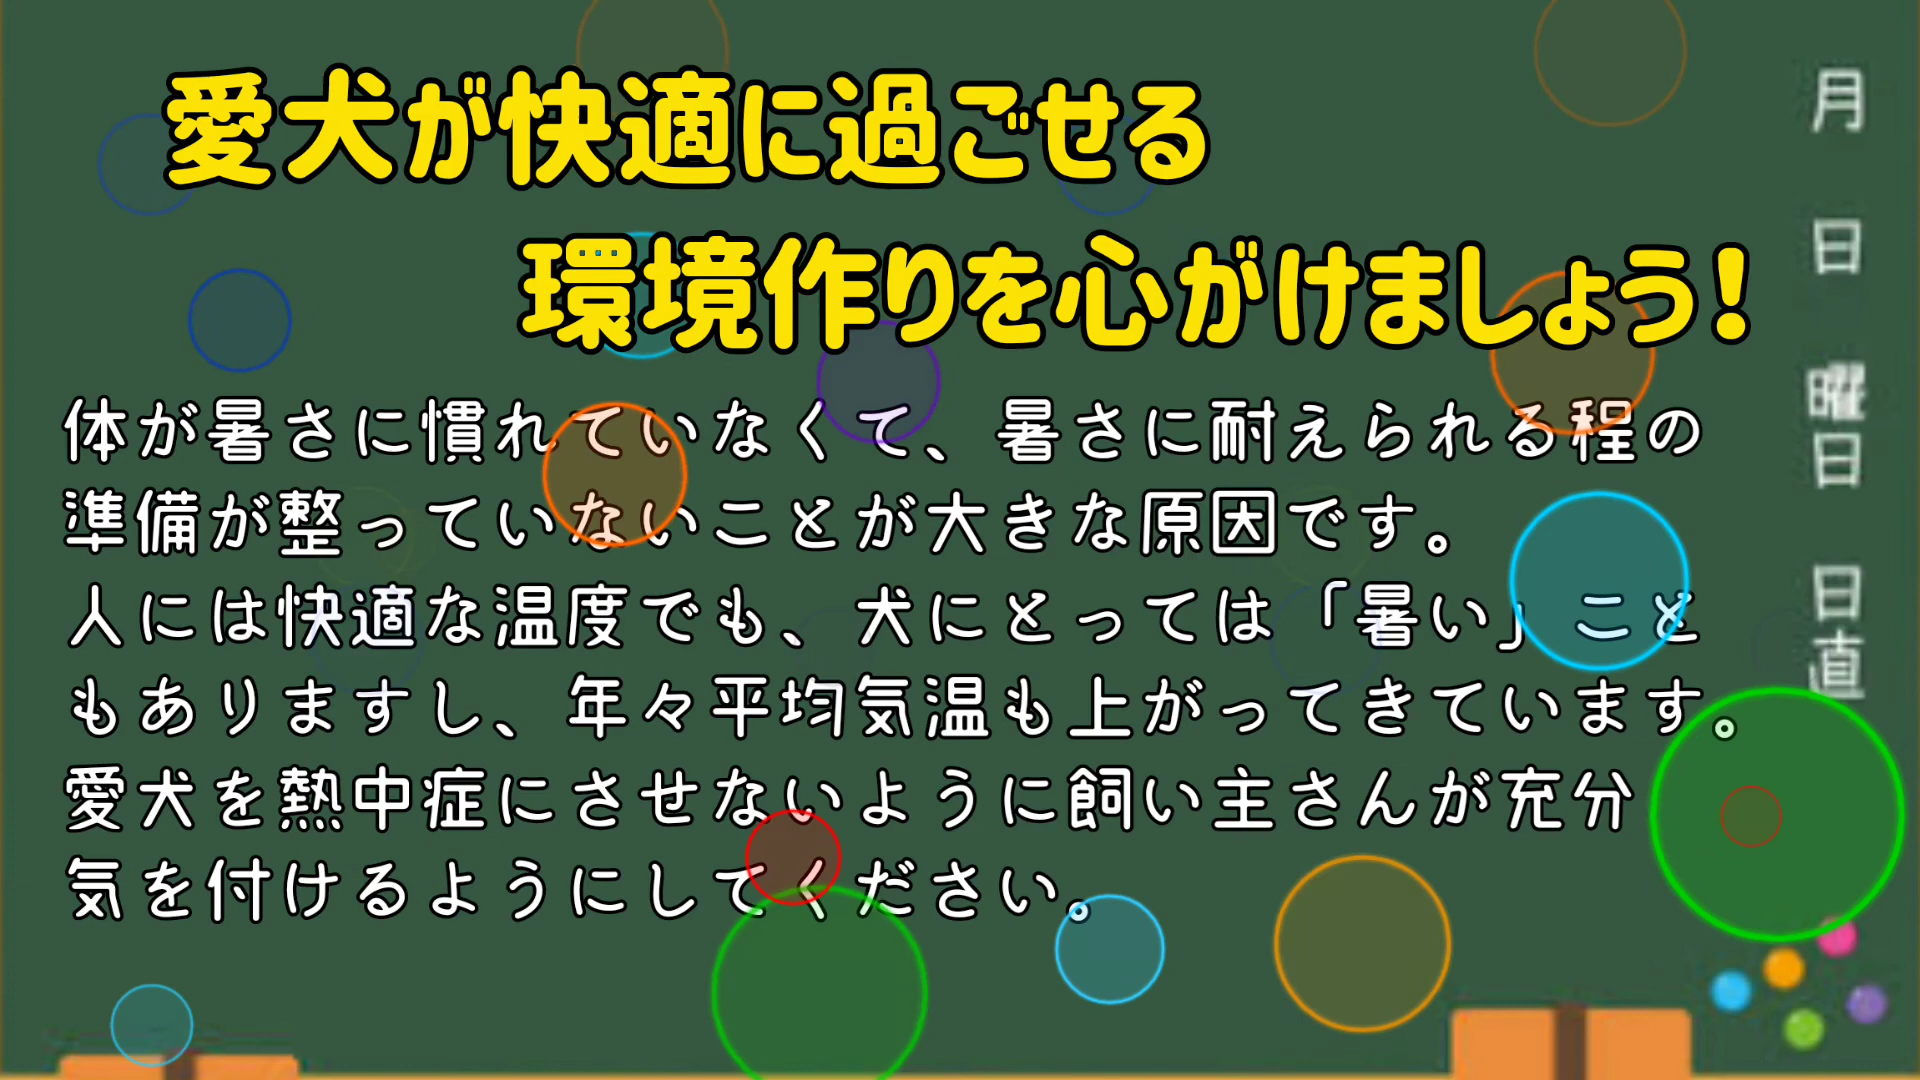 愛犬が快適に過ごせる
環境作りを心がけましょう！
体が暑さに慣れていなくて、暑さに耐えられる程の
準備が整っていないことが大きな原因です。
人には快適な温度でも、犬にとっては「暑い」こと
もありますし、年々平均気温も上がってきています。
愛犬を熱中症にさせないように飼い主さんが充分
気を付けるようにしてください。
月　日　曜日　日直